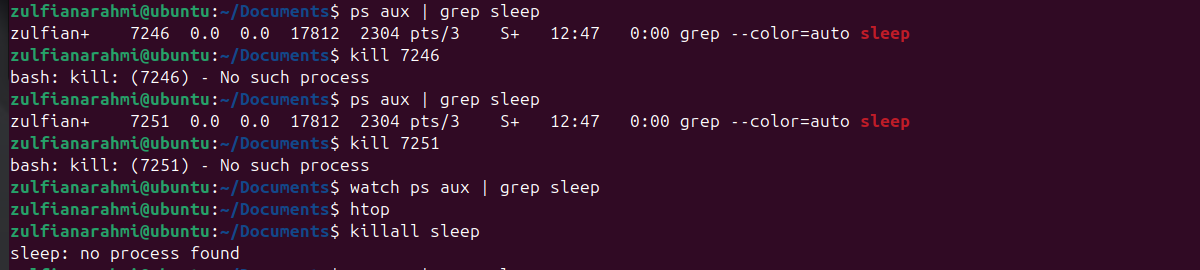 zulfianarahmi@ubuntu:~/Documents$ ps aux | grep sleep
zulfian+    7246  0.0  0.0  17812  2304 pts/3    S+   12:47   0:00 grep --color=auto sleep
zulfianarahmi@ubuntu:~/Documents$ kill 7246
bash: kill: (7246) - No such process
zulfianarahmi@ubuntu:~/Documents$ ps aux | grep sleep
zulfian+    7251  0.0  0.0  17812  2304 pts/3    S+   12:47   0:00 grep --color=auto sleep
zulfianarahmi@ubuntu:~/Documents$ kill 7251
bash: kill: (7251) - No such process
zulfianarahmi@ubuntu:~/Documents$ watch ps aux | grep sleep
zulfianarahmi@ubuntu:~/Documents$ htop
zulfianarahmi@ubuntu:~/Documents$ killall sleep
sleep: no process found